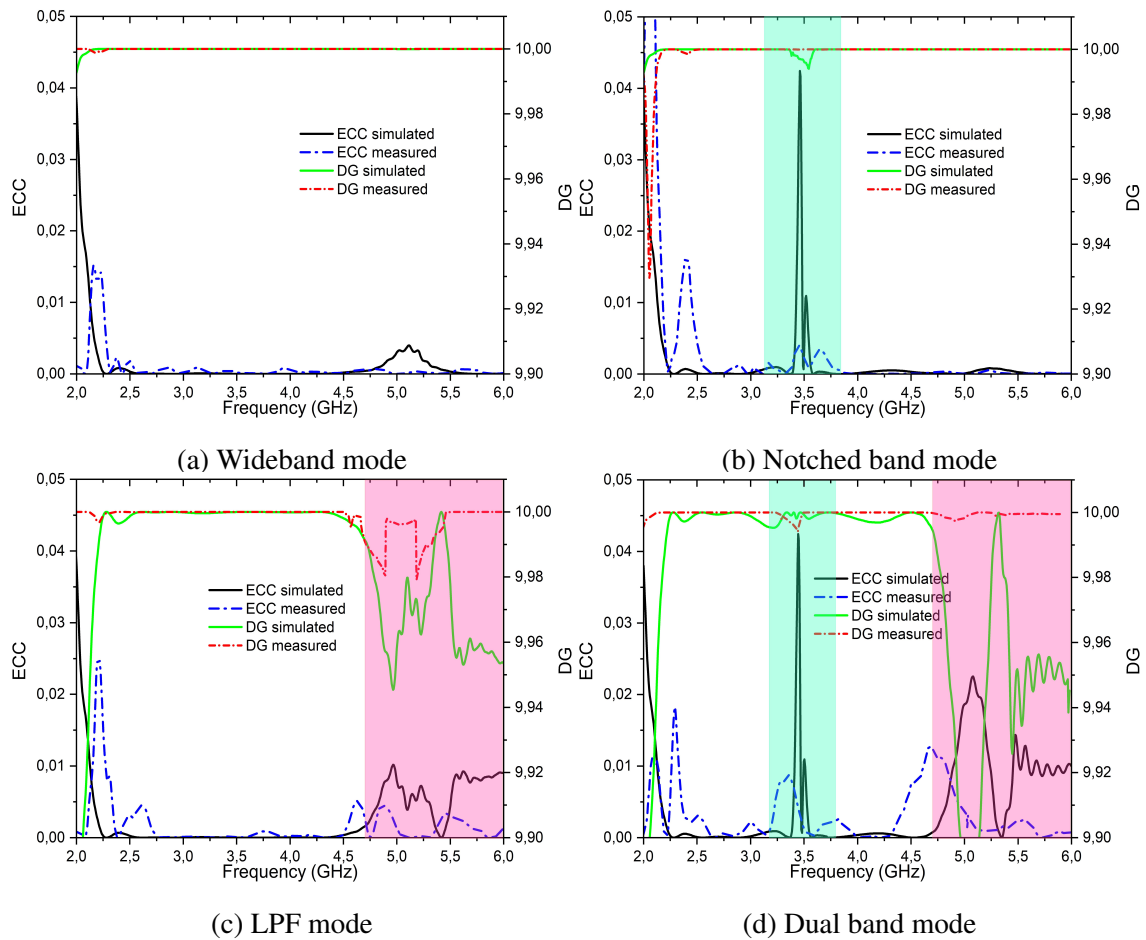 0,05
0,04
0,03
0,02
0,01
0,00
ECC
10,00
9,98
9,96
9,94
9,92
9,90
DG
ECC simulated
ECC measured
DG simulated
DG measured
2,0 2,5 3,0 3,5 4,0 4,5 5,0 5,5 6,0
Frequency (GHz)
(a) Wideband mode
0,05
0,04
0,03
0,02
0,01
0,00
ECC
10,00
9,98
9,96
9,94
9,92
9,90
DG
ECC simulated
ECC measured
DG simulated
DG measured
2,0 2,5 3,0 3,5 4,0 4,5 5,0 5,5 6,0
Frequency (GHz)
(b) Notched band mode
0,05
0,04
0,03
0,02
0,01
0,00
ECC
10,00
9,98
9,96
9,94
9,92
9,90
DG
ECC simulated
ECC measured
DG simulated
DG measured
2,0 2,5 3,0 3,5 4,0 4,5 5,0 5,5 6,0
Frequency (GHz)
(c) LPF mode
0,05
0,04
0,03
0,02
0,01
0,00
ECC
10,00
9,98
9,96
9,94
9,92
9,90
DG
ECC simulated
ECC measured
DG simulated
DG measured
2,0 2,5 3,0 3,5 4,0 4,5 5,0 5,5 6,0
Frequency (GHz)
(d) Dual band mode